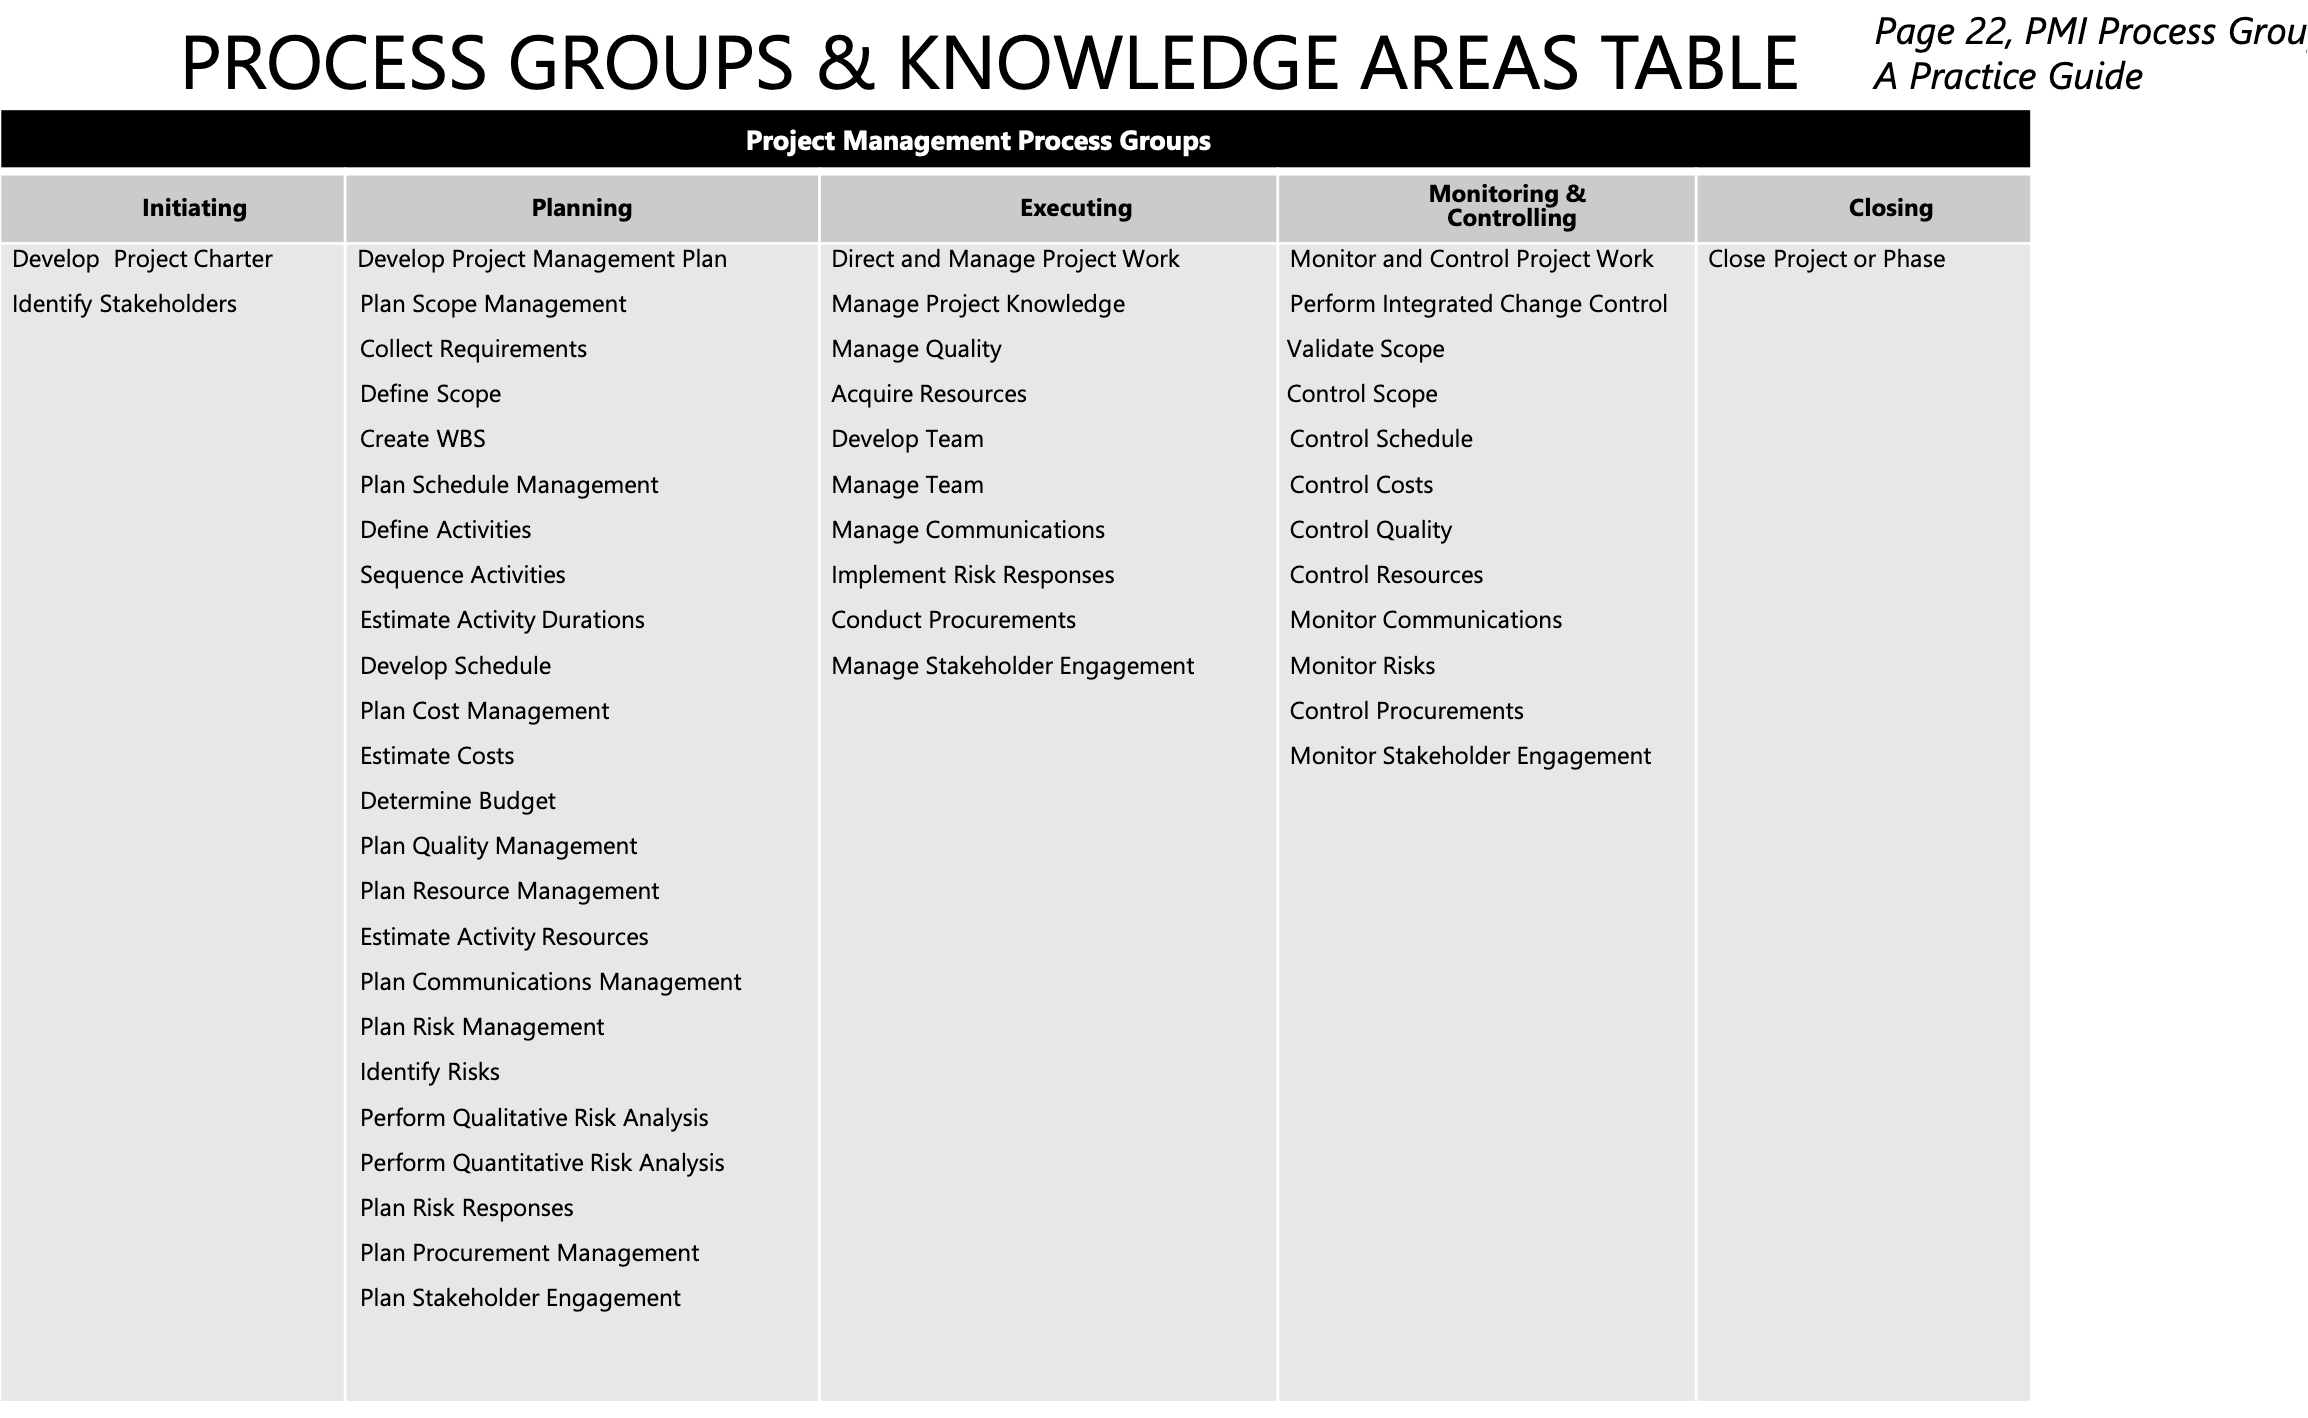 PROCESS GROUPS & KNOWLEDGE AREAS TABLE
Page 22, PMI Process
A Practice Guide
Project Management Process Groups
Initiating
Planning
Executing
Monitoring &
Controlling
Closing
Develop Project Charter
Identify Stakeholders
Develop Project Management Plan
Plan Scope Management
Collect Requirements
Define Scope
Create WBS
Plan Schedule Management
Define Activities
Sequence Activities
Estimate Activity Durations
Develop Schedule
Plan Cost Management
Estimate Costs
Determine Budget
Plan Quality Management
Plan Resource Management
Estimate Activity Resources
Plan Communications Management
Plan Risk Management
Identify Risks
Perform Qualitative Risk Analysis
Perform Quantitative Risk Analysis
Plan Risk Responses
Plan Procurement Management
Plan Stakeholder Engagement
Direct and Manage Project Work
Manage Project Knowledge
Manage Quality
Acquire Resources
Develop Team
Manage Team
Manage Communications
Implement Risk Responses
Conduct Procurements
Manage Stakeholder Engagement
Monitor and Control Project Work
Perform Integrated Change Control
Validate Scope
Control Scope
Control Schedule
Control Costs
Control Quality
Control Resources
Monitor Communications
Monitor Risks
Control Procurements
Monitor Stakeholder Engagement
Close Project or Phase